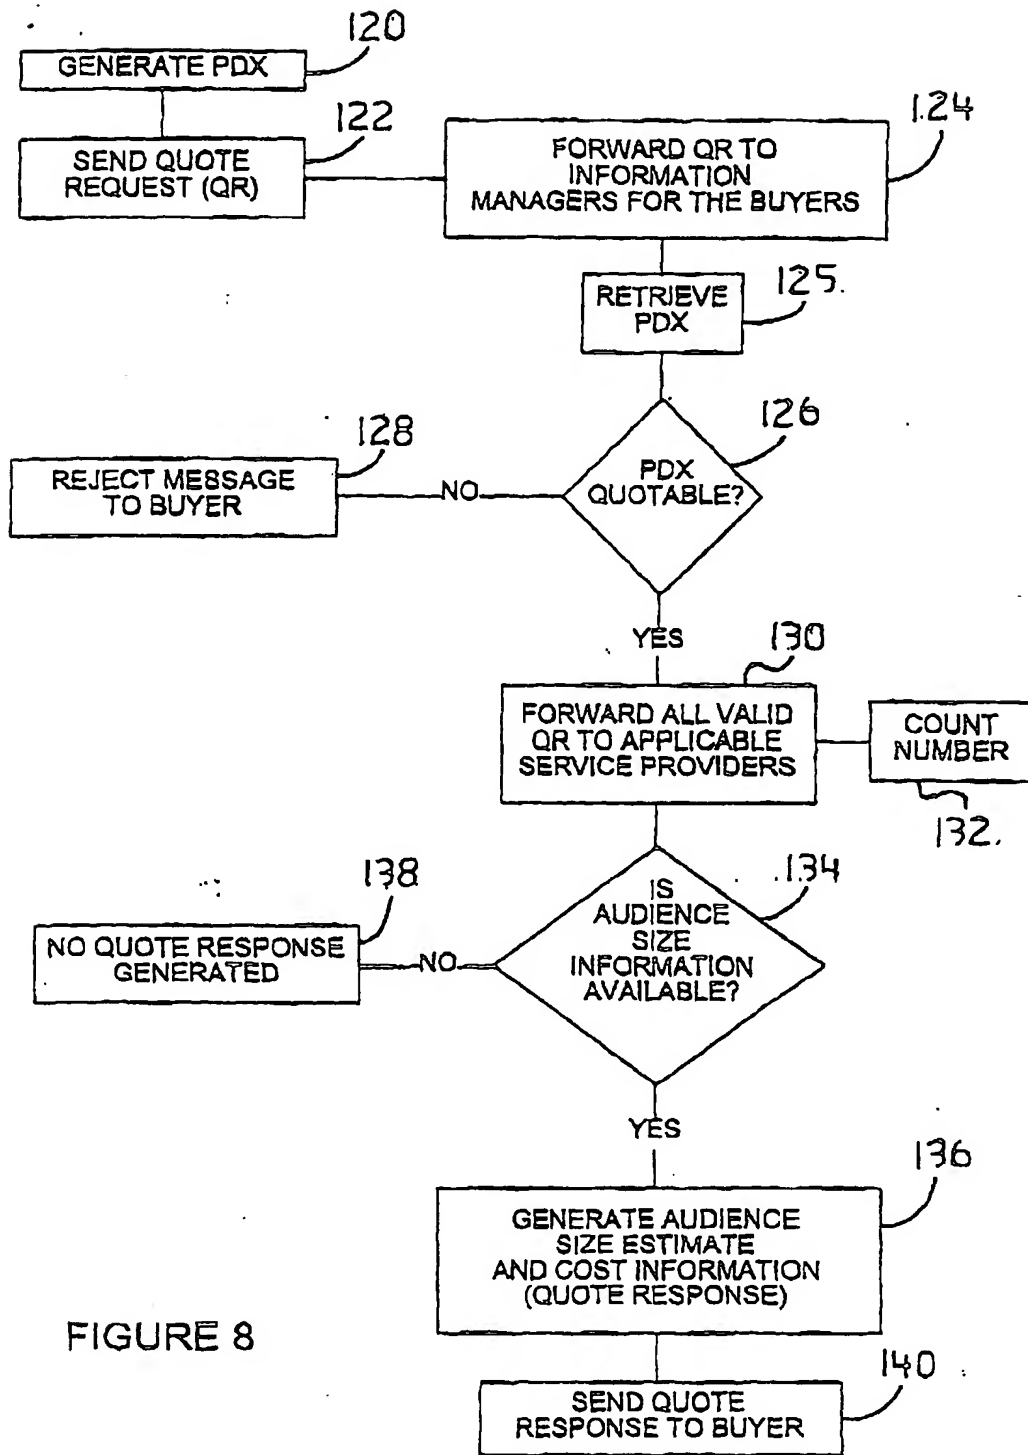 120
GENERATE PDX
122
SEND QUOTE
REQUEST (QR)
124
FORWARD QR TO
INFORMATION
MANAGERS FOR THE BUYERS
125.
RETRIEVE
PDX
126
PDX
QUOTABLE?
128
REJECT MESSAGE
TO BUYER
NO
YES
130
FORWARD ALL VALID
QR TO APPLICABLE
SERVICE PROVIDERS
COUNT
NUMBER
132.
134
IS
AUDIENCE
SIZE
INFORMATION
AVAILABLE?
138
NO QUOTE RESPONSE
GENERATED
NO
YES
136
GENERATE AUDIENCE
SIZE ESTIMATE
AND COST INFORMATION
(QUOTE RESPONSE)
FIGURE 8
140
SEND QUOTE
RESPONSE TO BUYER